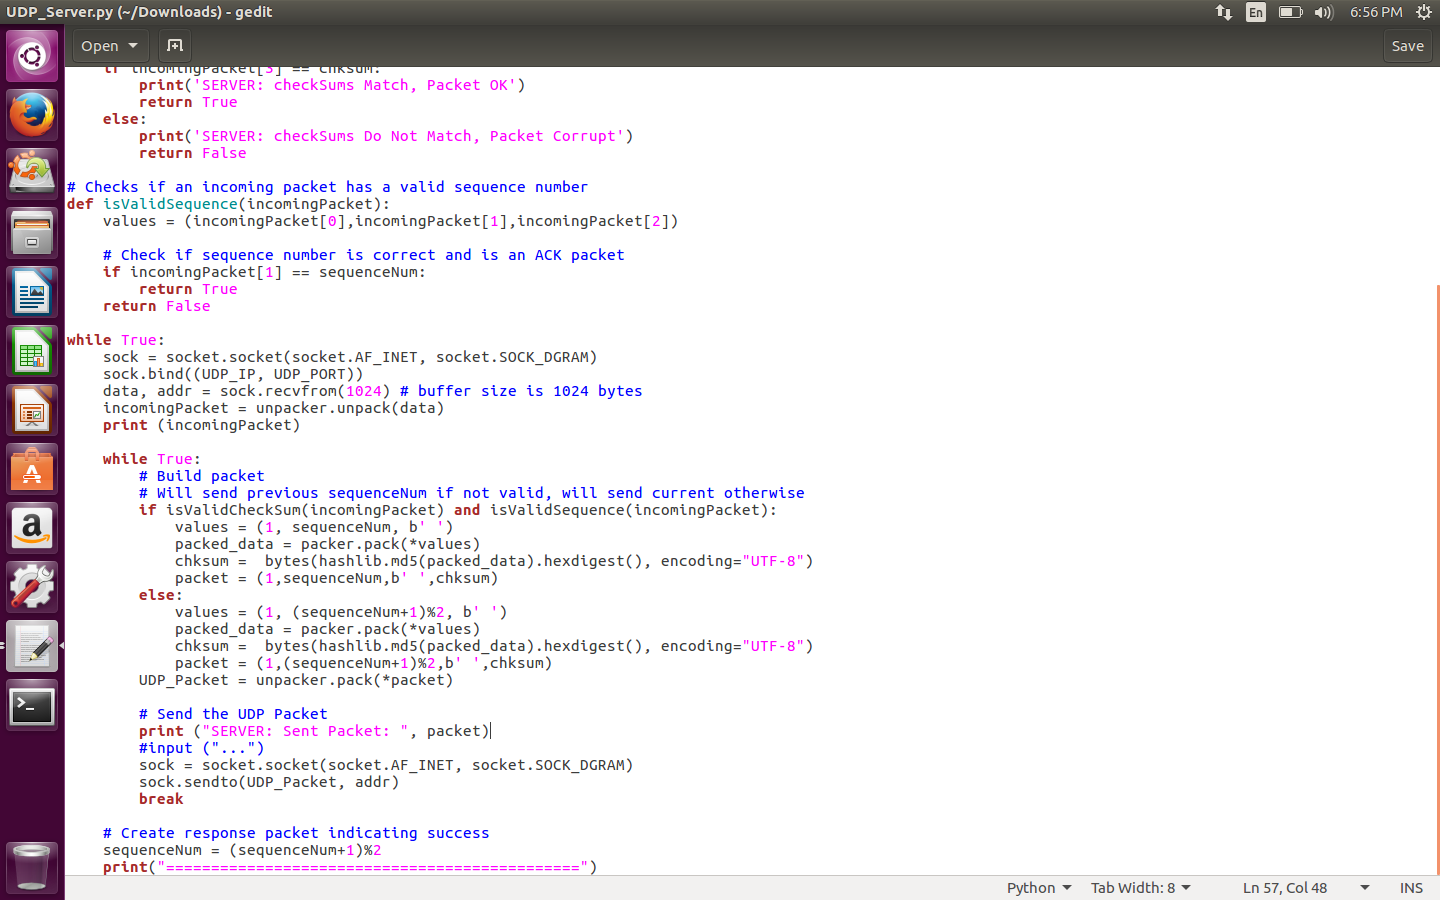 UDP_Server.py (~/Downloads) - gedit
En
6:56 PM
Open
Save
    if incomingPacket[3] == chksum:
        print('SERVER: checkSums Match, Packet OK')
        return True
    else:
        print('SERVER: checkSums Do Not Match, Packet Corrupt')
        return False
# Checks if an incoming packet has a valid sequence number
def isValidSequence(incomingPacket):
    values = (incomingPacket[0],incomingPacket[1],incomingPacket[2])
    # Check if sequence number is correct and is an ACK packet
    if incomingPacket[1] == sequenceNum:
        return True
    return False
while True:
    sock = socket.socket(socket.AF_INET, socket.SOCK_DGRAM)
    sock.bind((UDP_IP, UDP_PORT))
    data, addr = sock.recvfrom(1024) # buffer size is 1024 bytes
    incomingPacket = unpacker.unpack(data)
    print (incomingPacket)
    while True:
        # Build packet
        # Will send previous sequenceNum if not valid, will send current otherwise
        if isValidCheckSum(incomingPacket) and isValidSequence(incomingPacket):
            values = (1, sequenceNum, b' ')
            packed_data = packer.pack(*values)
            chksum =  bytes(hashlib.md5(packed_data).hexdigest(), encoding="UTF-8")
            packet = (1,sequenceNum,b' ',chksum)
        else:
            values = (1, (sequenceNum+1)%2, b' ')
            packed_data = packer.pack(*values)
            chksum =  bytes(hashlib.md5(packed_data).hexdigest(), encoding="UTF-8")
            packet = (1,(sequenceNum+1)%2,b' ',chksum)
        UDP_Packet = unpacker.pack(*packet)
        # Send the UDP Packet
        print ("SERVER: Sent Packet: ", packet)
        #input ("...")
        sock = socket.socket(socket.AF_INET, socket.SOCK_DGRAM)
        sock.sendto(UDP_Packet, addr)
        break
    # Create response packet indicating success
    sequenceNum = (sequenceNum+1)%2
    print("==============================================")
Python
Tab Width: 8
Ln 57, Col 48
INS